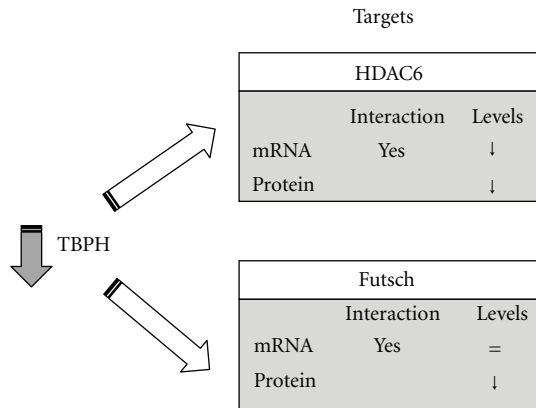 Targets
HDAC6
Interaction Levels
mRNA Yes ↓
Protein ↓
TBPH
Futsch
Interaction Levels
mRNA Yes =
Protein ↓